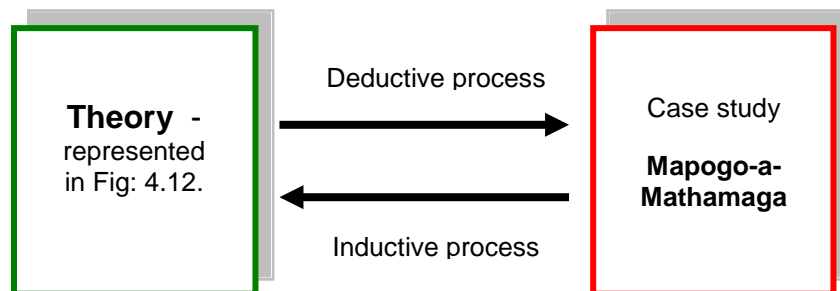 Theory -
represented
in Fig: 4.12.
Deductive process
Inductive process
Case study
Mapogo-a-
Mathamaga